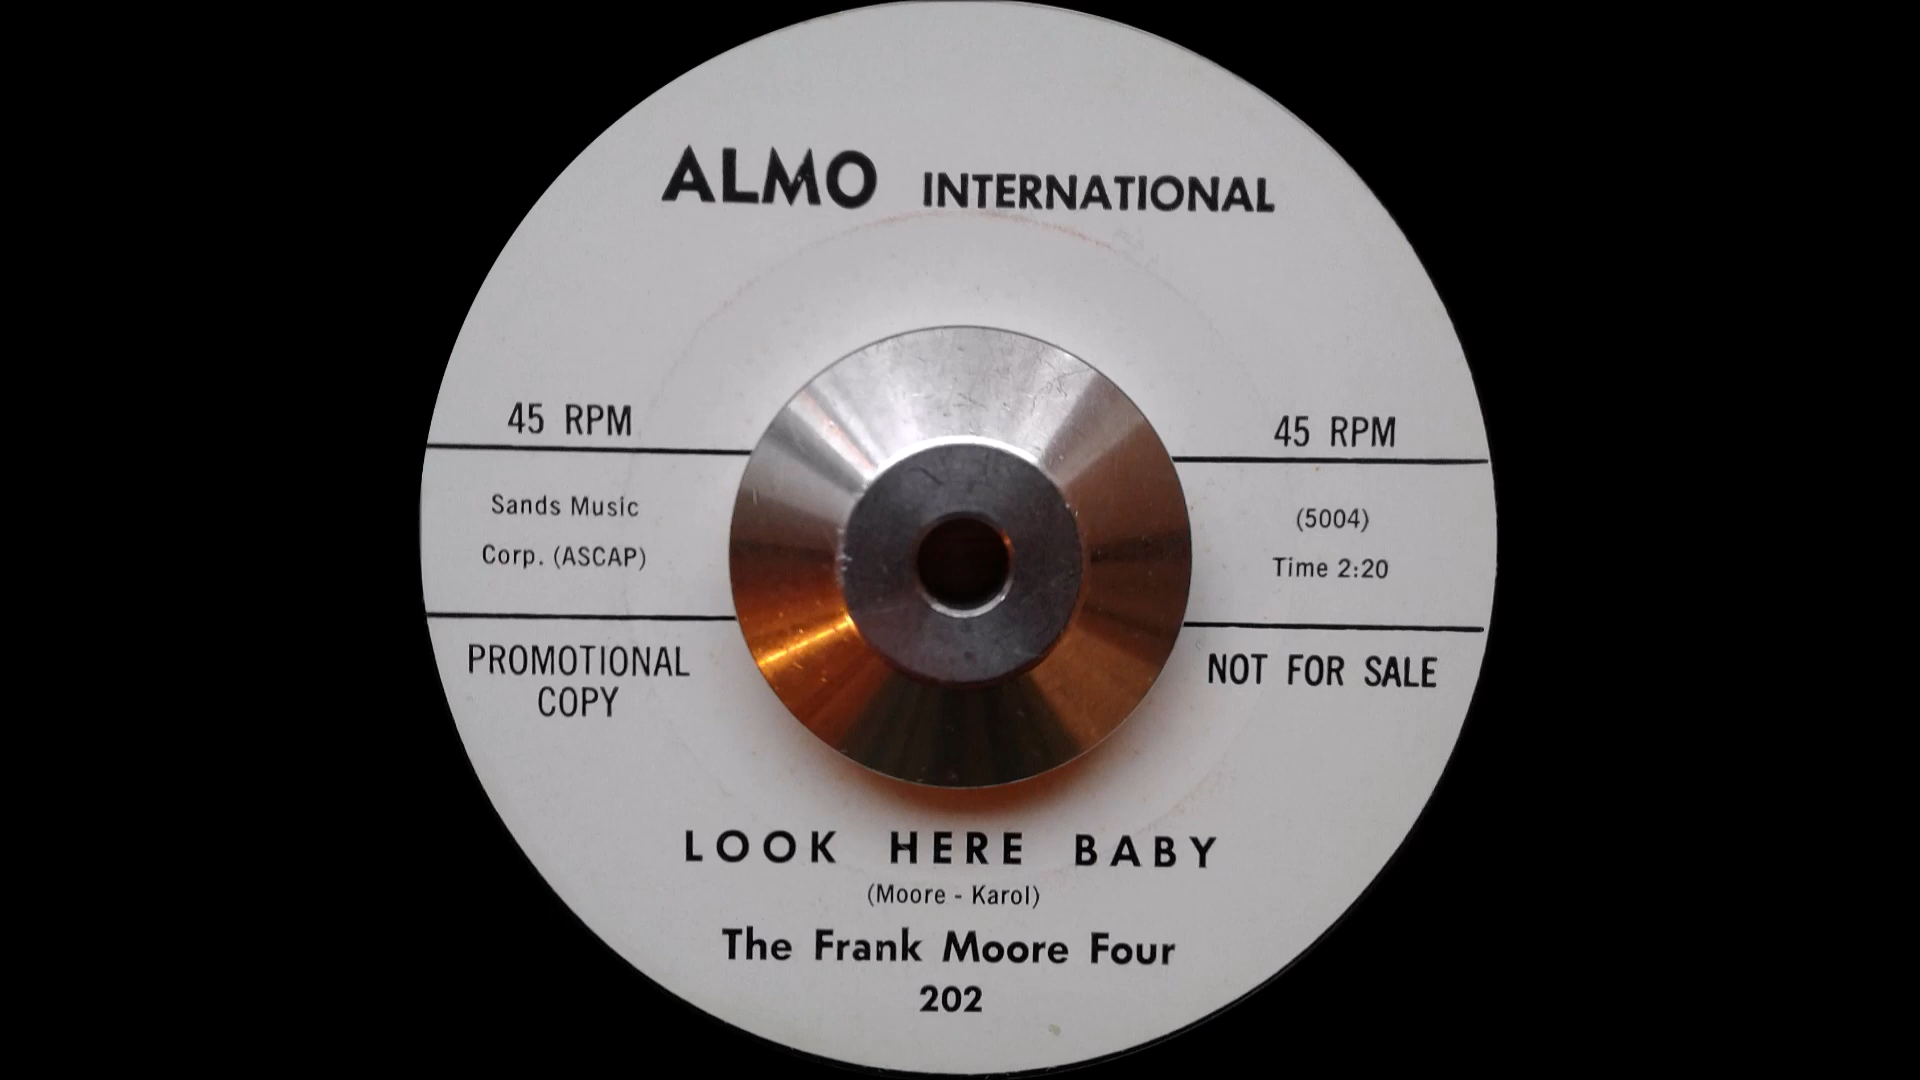 ALMO INTERNATIONAL
45 RPM
45 RPM
Sands Music
Corp. (ASCAP)
(5004)
Time 2:20
PROMOTIONAL
COPY
NOT FOR SALE
LOOK HERE BABY
(Moore - Karol)
The Frank Moore Four
202